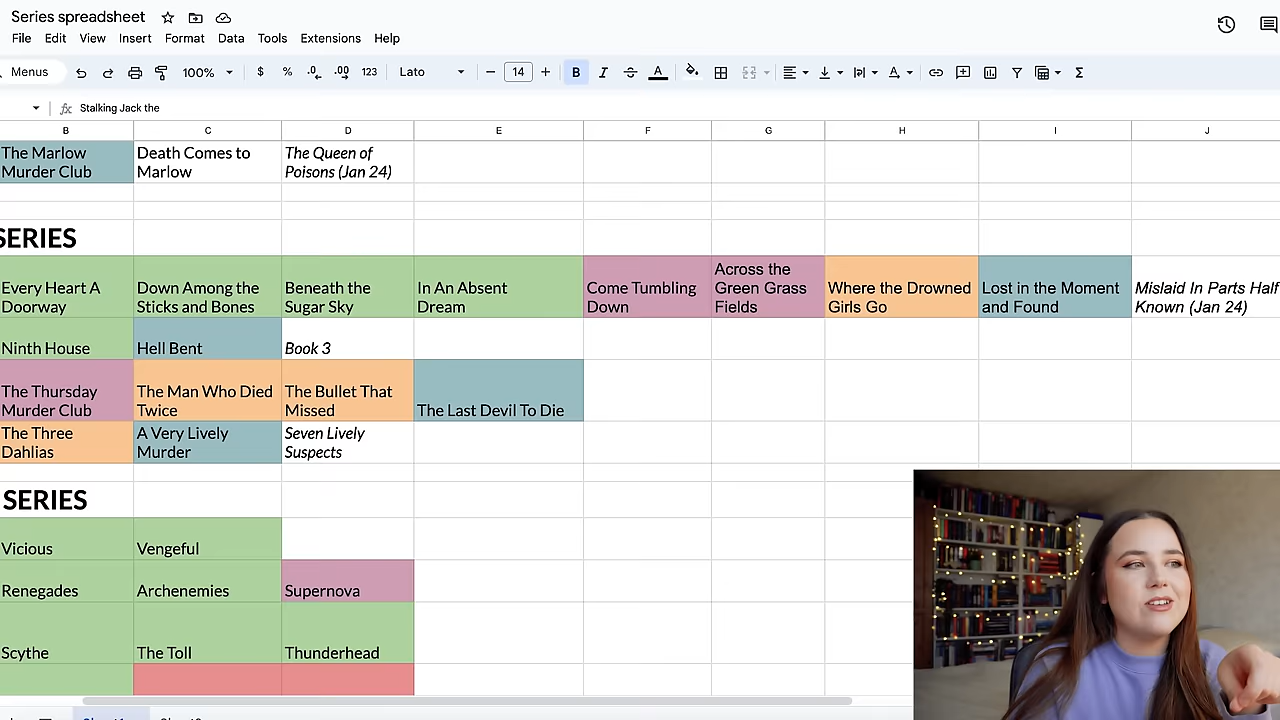 Series spreadsheet
File Edit View Insert Format Data Tools Extensions Help
Menus 100% $ % .0 .00 123 Lato 14 B I A Σ
fx Stalking Jack the
B C D E F G H I J
The Marlow
Murder Club
Death Comes to
Marlow
The Queen of
Poisons (Jan 24)
SERIES
Every Heart A
Doorway
Down Among the
Sticks and Bones
Beneath the
Sugar Sky
In An Absent
Dream
Come Tumbling
Down
Across the
Green Grass
Fields
Where the Drowned
Girls Go
Lost in the Moment
and Found
Mislaid In Parts Half
Known (Jan 24)
Ninth House
Hell Bent
Book 3
The Thursday
Murder Club
The Man Who Died
Twice
The Bullet That
Missed
The Last Devil To Die
The Three
Dahlias
A Very Lively
Murder
Seven Lively
Suspects
SERIES
Vicious
Vengeful
Renegades
Archenemies
Supernova
Scythe
The Toll
Thunderhead